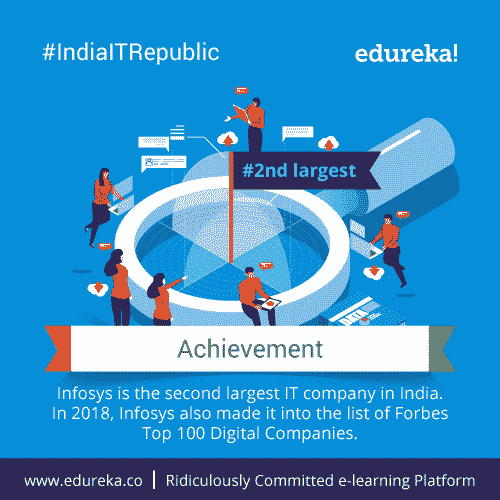 #IndiaITRepublic
edureka!
#2nd largest
DATA
Achievement
Infosys is the second largest IT company in India.
In 2018, Infosys also made it into the list of Forbes
Top 100 Digital Companies.
www.edureka.co | Ridiculously Committed e-learning Platform